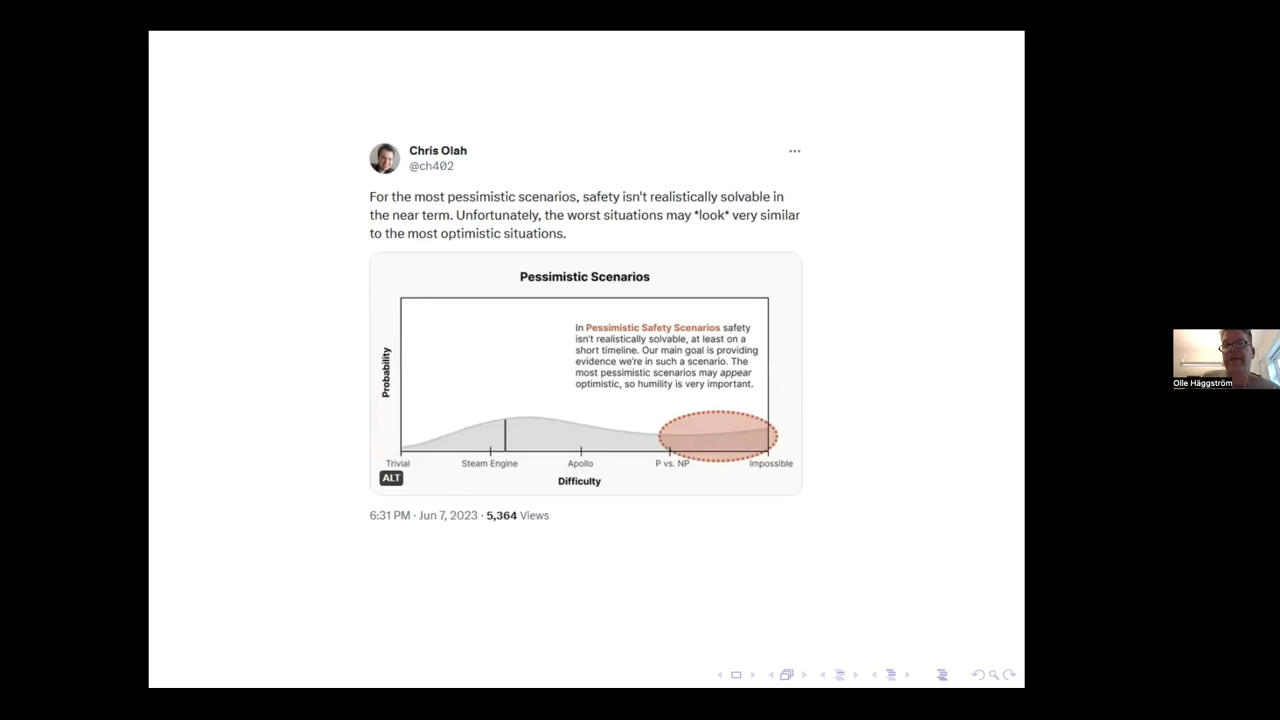 Chris Olah
@ch402
For the most pessimistic scenarios, safety isn't realistically solvable in
the near term. Unfortunately, the worst situations may *look* very similar
to the most optimistic situations.
Pessimistic Scenarios
In Pessimistic Safety Scenarios safety
isn't realistically solvable, at least on a
short timeline. Our main goal is providing
evidence we're in such a scenario. The
most pessimistic scenarios may appear
optimistic, so humility is very important.
Probability
Trivial
Steam Engine
Apollo
P vs. NP
Impossible
ALT
Difficulty
6:31 PM · Jun 7, 2023 · 5,364 Views
Olle Häggström